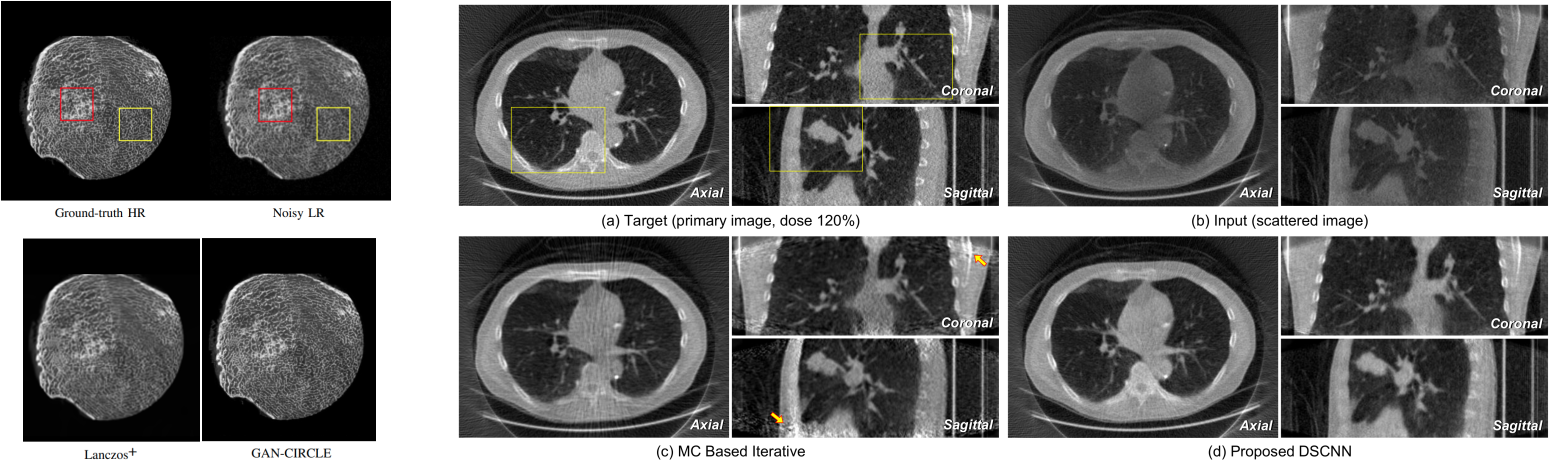 Ground-truth HR
Noisy LR
Lanczos+
GAN-CIRCLE
Axial
Coronal
Sagittal
(a) Target (primary image, dose 120%)
Axial
Coronal
Sagittal
(b) Input (scattered image)
Axial
Coronal
Sagittal
(c) MC Based Iterative
Axial
Coronal
Sagittal
(d) Proposed DSCNN